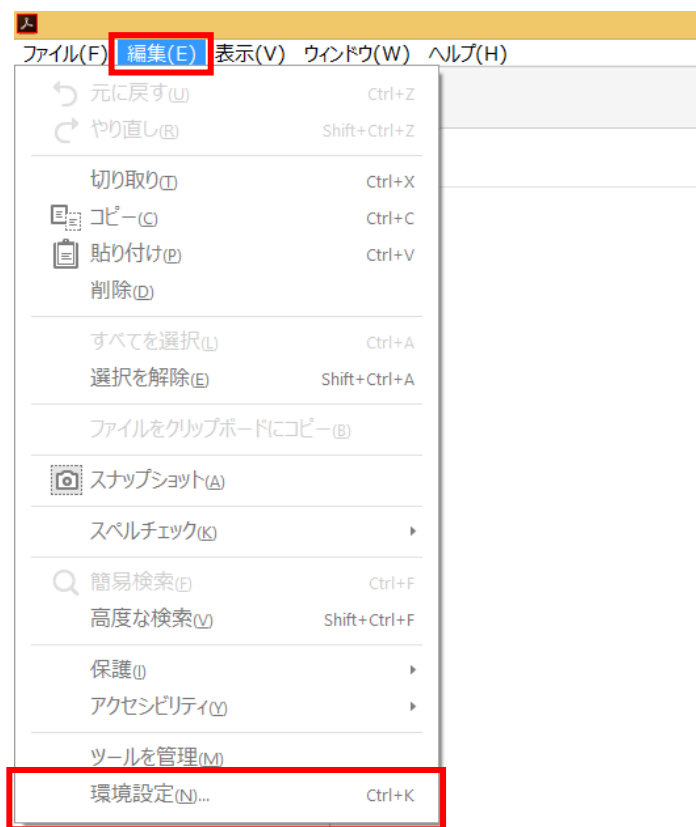 ファイル(F) 編集(E) 表示(V) ウィンドウ(W) ヘルプ(H)
元に戻す(U) Ctrl+Z
やり直し(R) Shift+Ctrl+Z
切り取り(T) Ctrl+X
コピー(C) Ctrl+C
貼り付け(P) Ctrl+V
削除(D)
すべてを選択(L) Ctrl+A
選択を解除(E) Shift+Ctrl+A
ファイルをクリップボードにコピー(B)
スナップショット(A)
スペルチェック(K)
簡易検索(F) Ctrl+F
高度な検索(V) Shift+Ctrl+F
保護(I)
アクセシビリティ(Y)
ツールを管理(M)
環境設定(N)... Ctrl+K